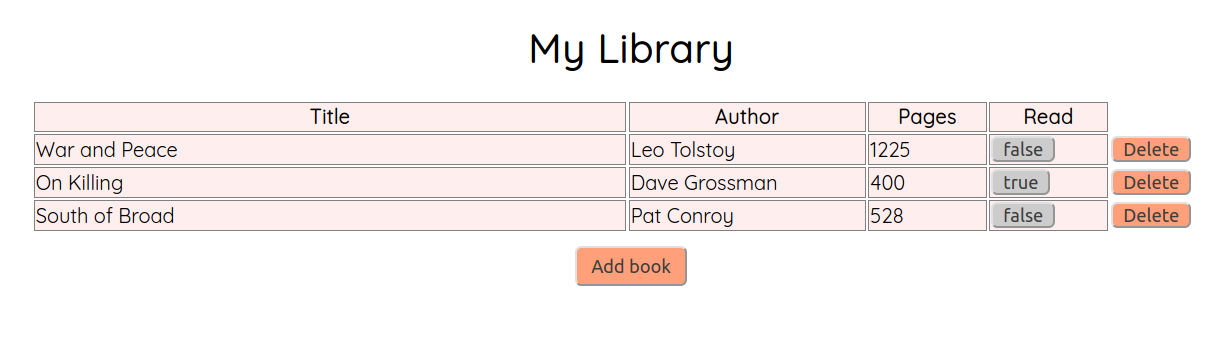 My Library
Title Author Pages Read
War and Peace Leo Tolstoy 1225 false Delete
On Killing Dave Grossman 400 true Delete
South of Broad Pat Conroy 528 false Delete
Add book